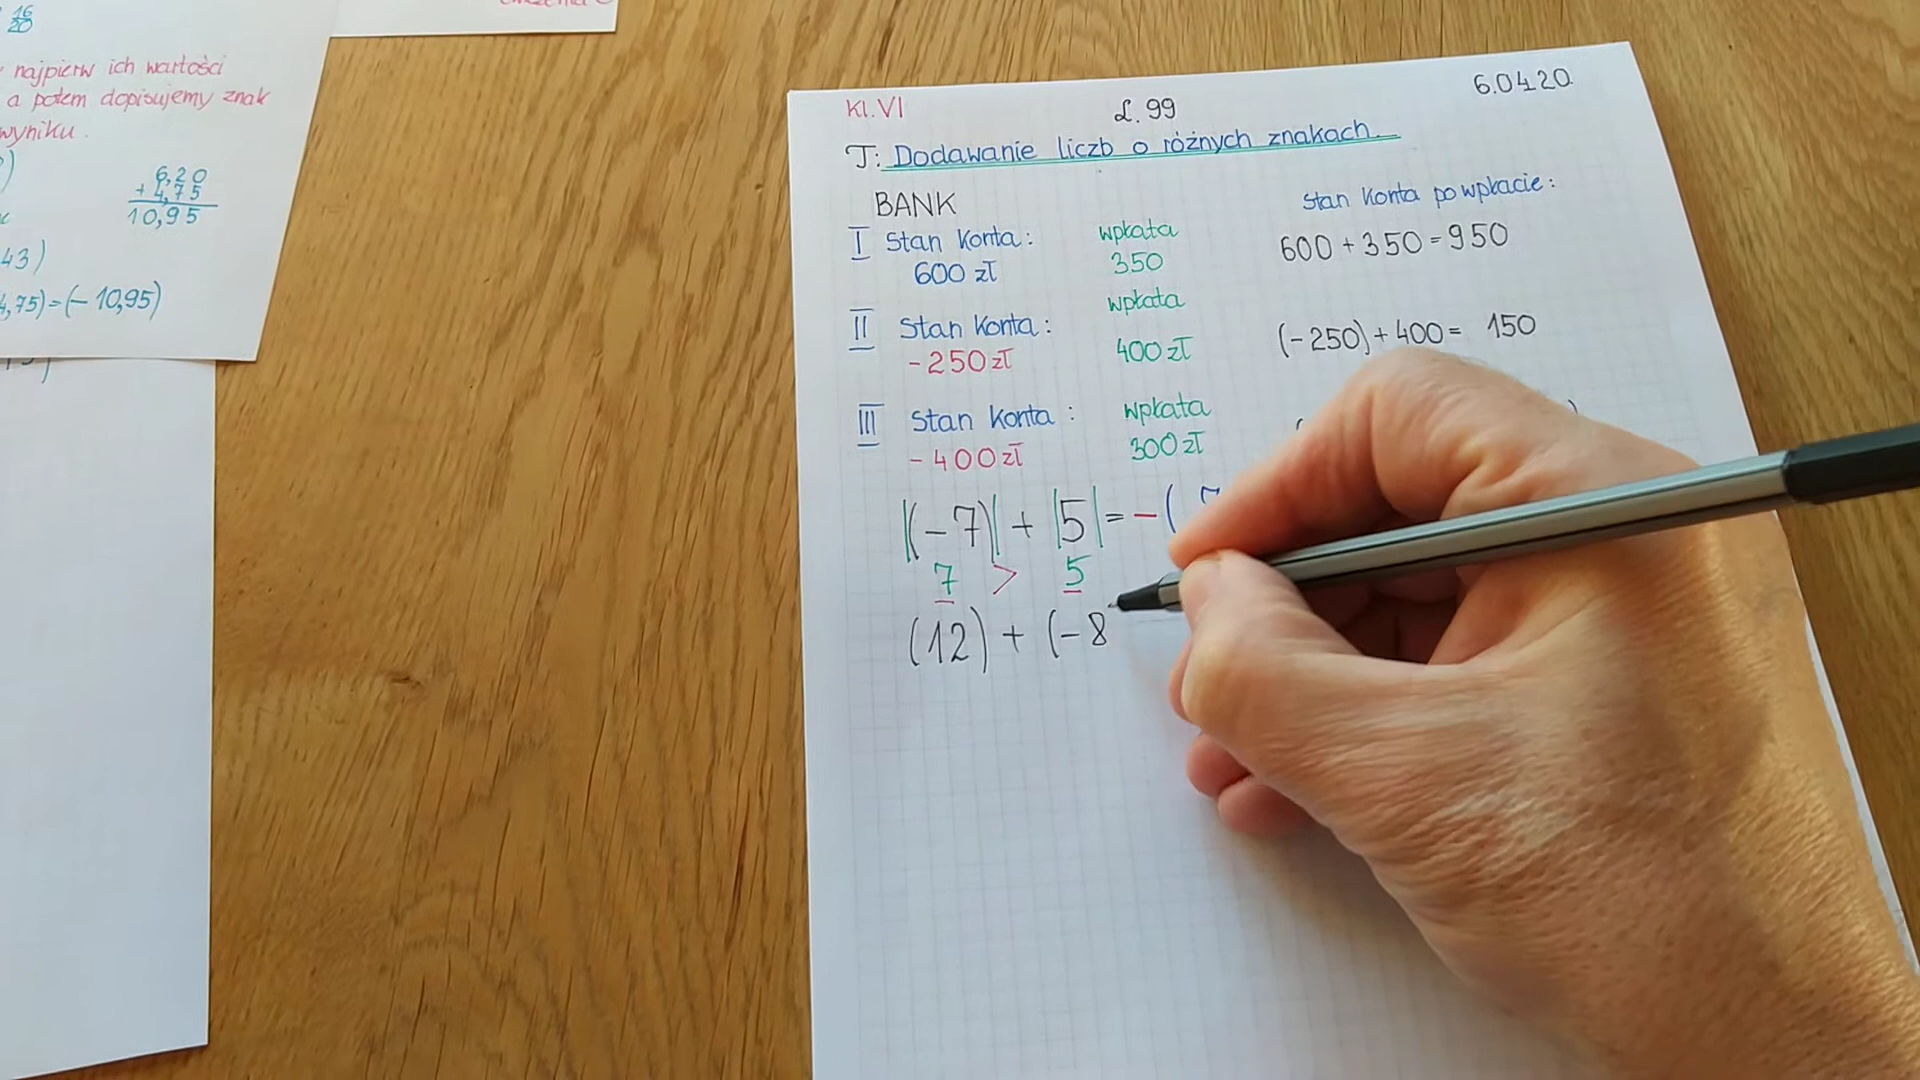 16
20
najpierw ich wartości
a potem dopisujemy znak
wyniku.
6,20
+ 4,75
10,95
43)
4,75)=(-10,95)
Kl.VI
L.99
6.04.20
T: Dodawanie liczb o różnych znakach.
BANK
Stan konta po wpłacie:
I Stan konta: wpłata
600 zł 350 600 + 350 = 950
wpłata
II Stan konta:
-250 zł 400 zł (-250) + 400 = 150
III Stan konta: wpłata
-400 zł 300 zł
|(-7)| + |5| = -( 7
7 > 5
(12) + (-8